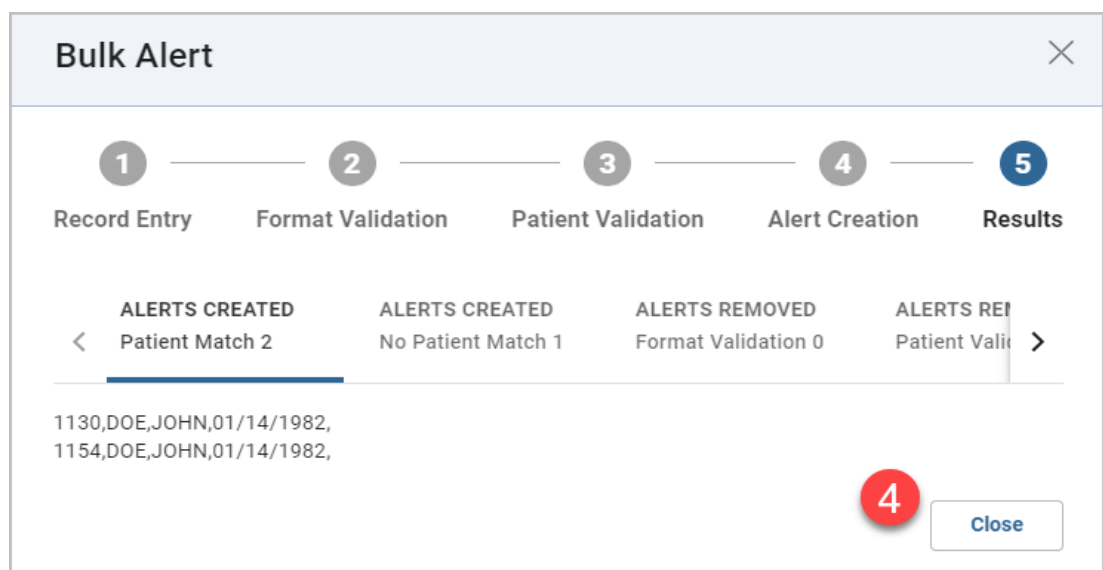 Bulk Alert
1 2 3 4 5
Record Entry Format Validation Patient Validation Alert Creation Results
ALERTS CREATED ALERTS CREATED ALERTS REMOVED ALERTS
Patient Match 2 No Patient Match 1 Format Validation 0 Patient
1130,DOE,JOHN,01/14/1982,
1154,DOE,JOHN,01/14/1982,
4
Close